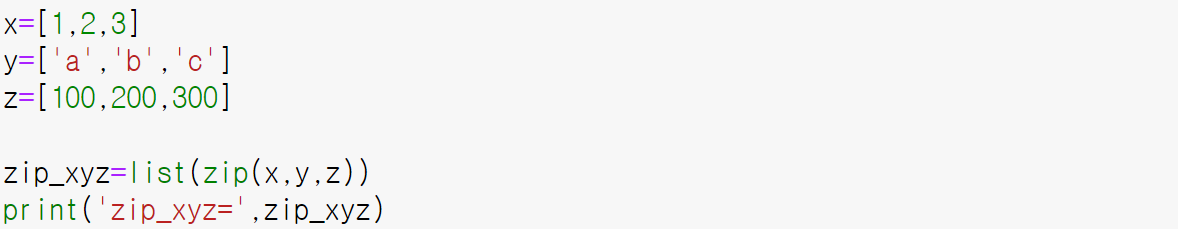 x=[1,2,3]
y=['a','b','c']
z=[100,200,300]
zip_xyz=list(zip(x,y,z))
print('zip_xyz=',zip_xyz)